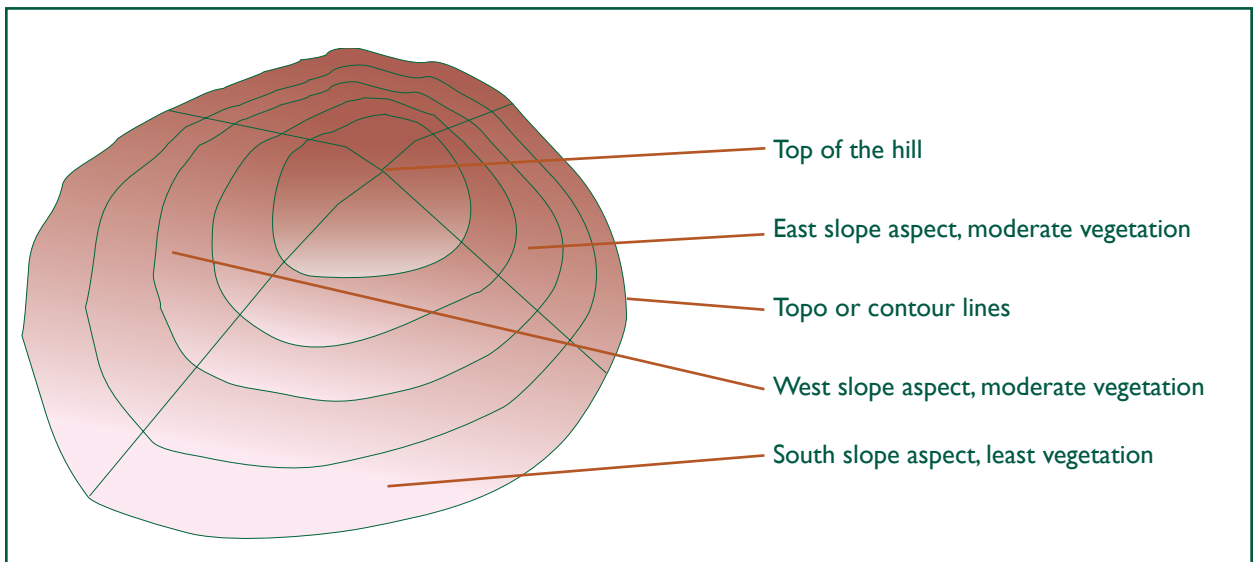 Top of the hill
East slope aspect, moderate vegetation
Topo or contour lines
West slope aspect, moderate vegetation
South slope aspect, least vegetation